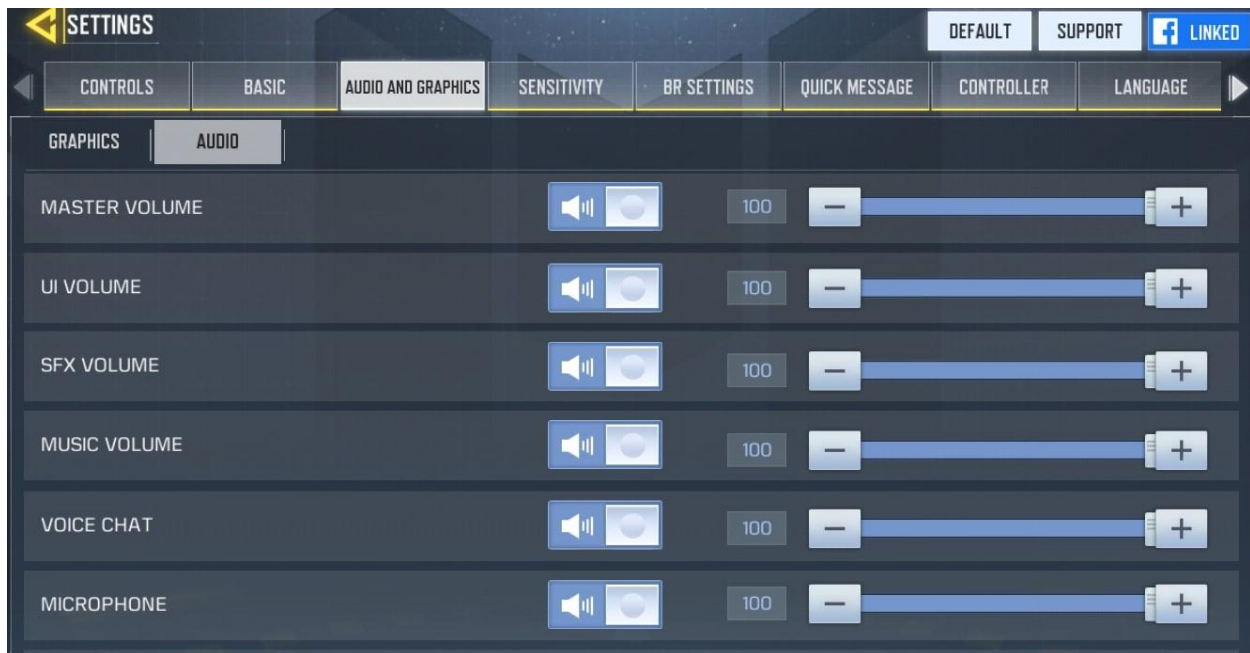 SETTINGS
DEFAULT SUPPORT LINKED
CONTROLS BASIC AUDIO AND GRAPHICS SENSITIVITY BR SETTINGS QUICK MESSAGE CONTROLLER LANGUAGE
GRAPHICS AUDIO
MASTER VOLUME 100 − +
UI VOLUME 100 − +
SFX VOLUME 100 − +
MUSIC VOLUME 100 − +
VOICE CHAT 100 − +
MICROPHONE 100 − +